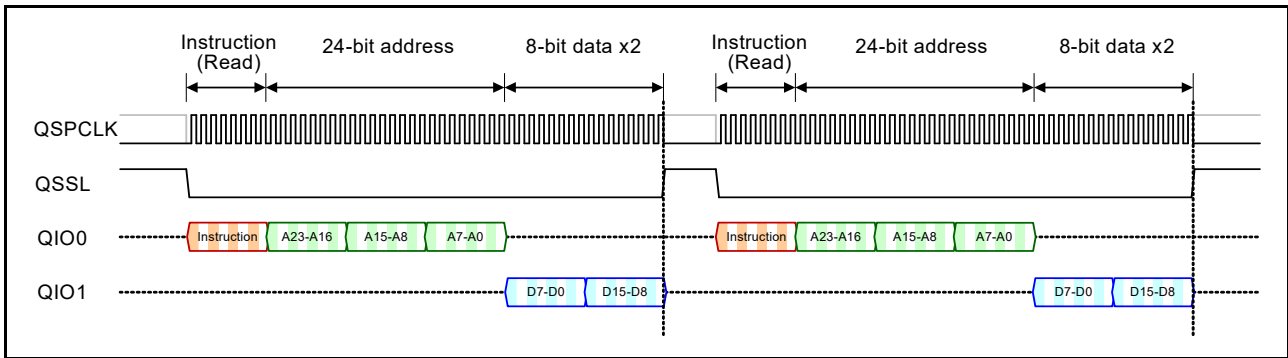 Instruction
(Read)
24-bit address
8-bit data x2
Instruction
(Read)
24-bit address
8-bit data x2
QSPCLK
QSSL
QIO0
Instruction
A23-A16
A15-A8
A7-A0
Instruction
A23-A16
A15-A8
A7-A0
QIO1
D7-D0
D15-D8
D7-D0
D15-D8